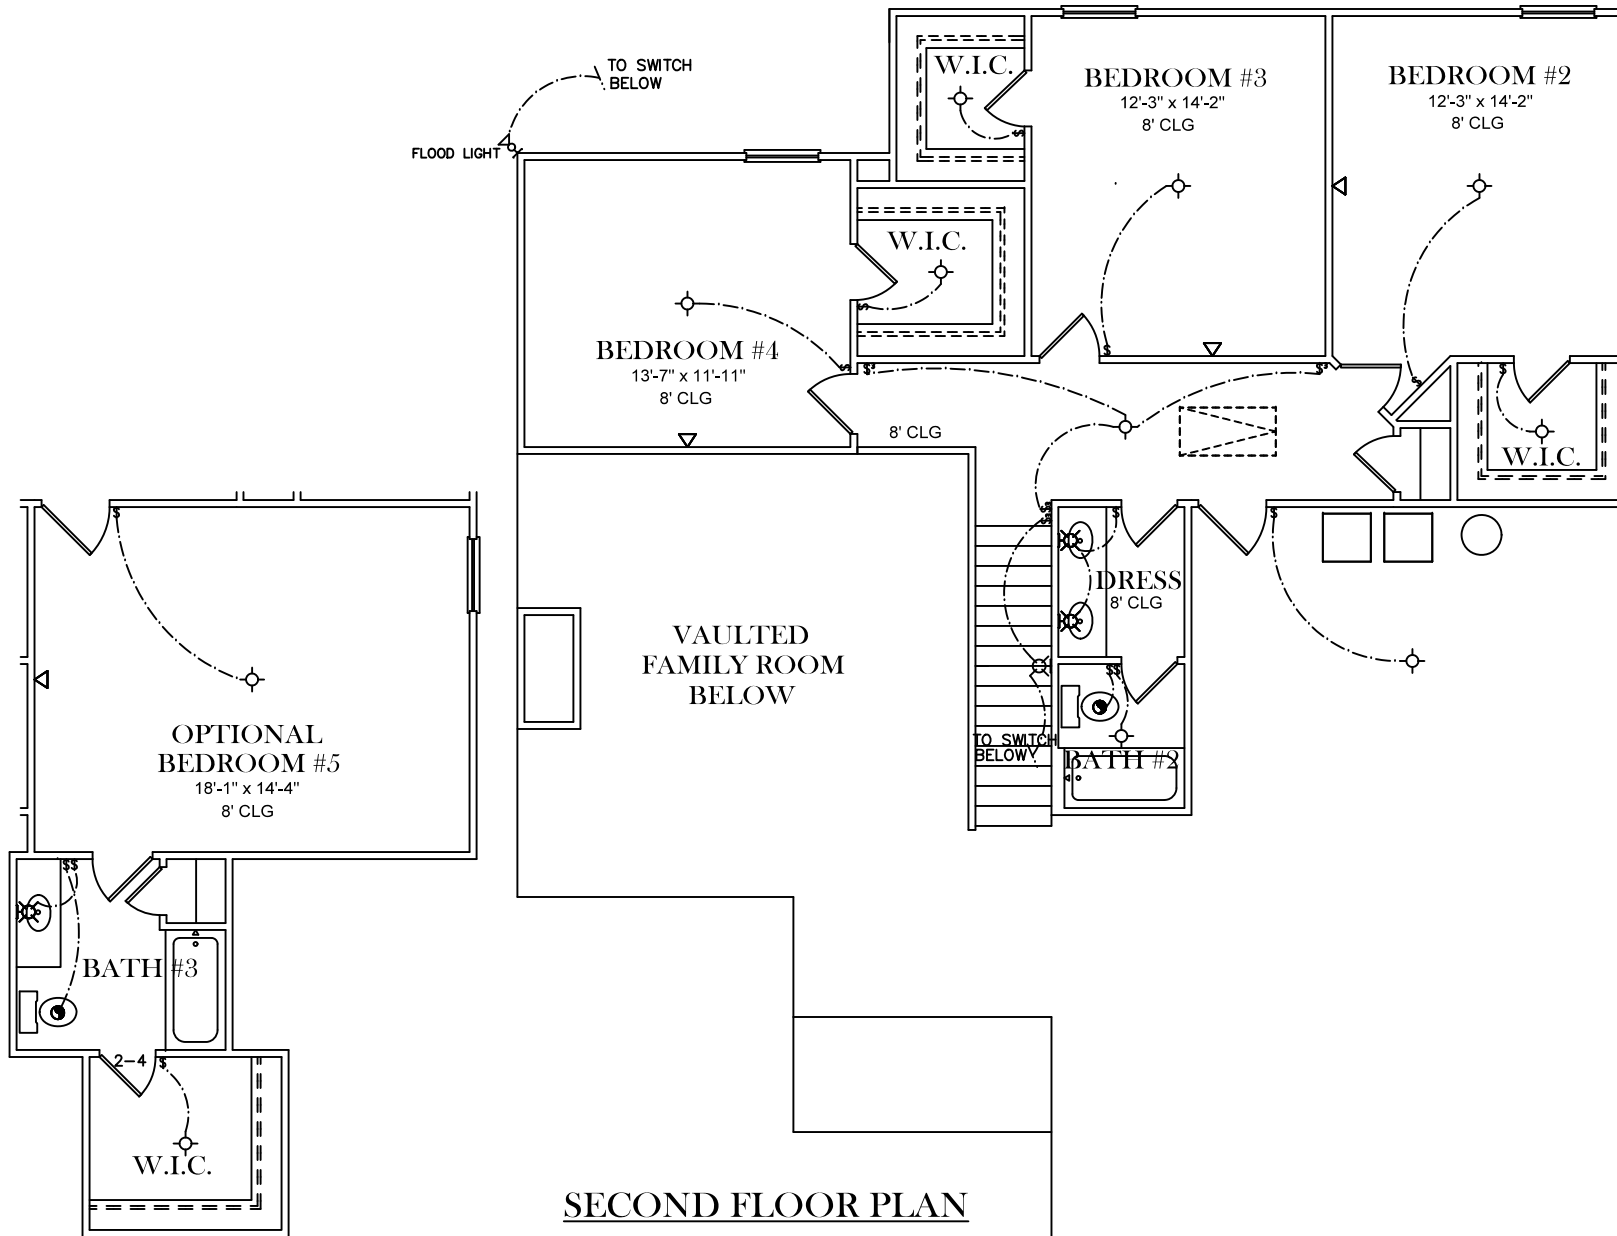 TO SWITCH
BELOW
FLOOD LIGHT
W.I.C.
BEDROOM #3
12'-3" x 14'-2"
8' CLG
BEDROOM #2
12'-3" x 14'-2"
8' CLG
W.I.C.
BEDROOM #4
13'-7" x 11'-11"
8' CLG
8' CLG
W.I.C.
DRESS
8' CLG
VAULTED
FAMILY ROOM
BELOW
TO SWITCH
BELOW
BATH #2
OPTIONAL
BEDROOM #5
18'-1" x 14'-4"
8' CLG
BATH #3
2-4
W.I.C.
SECOND FLOOR PLAN